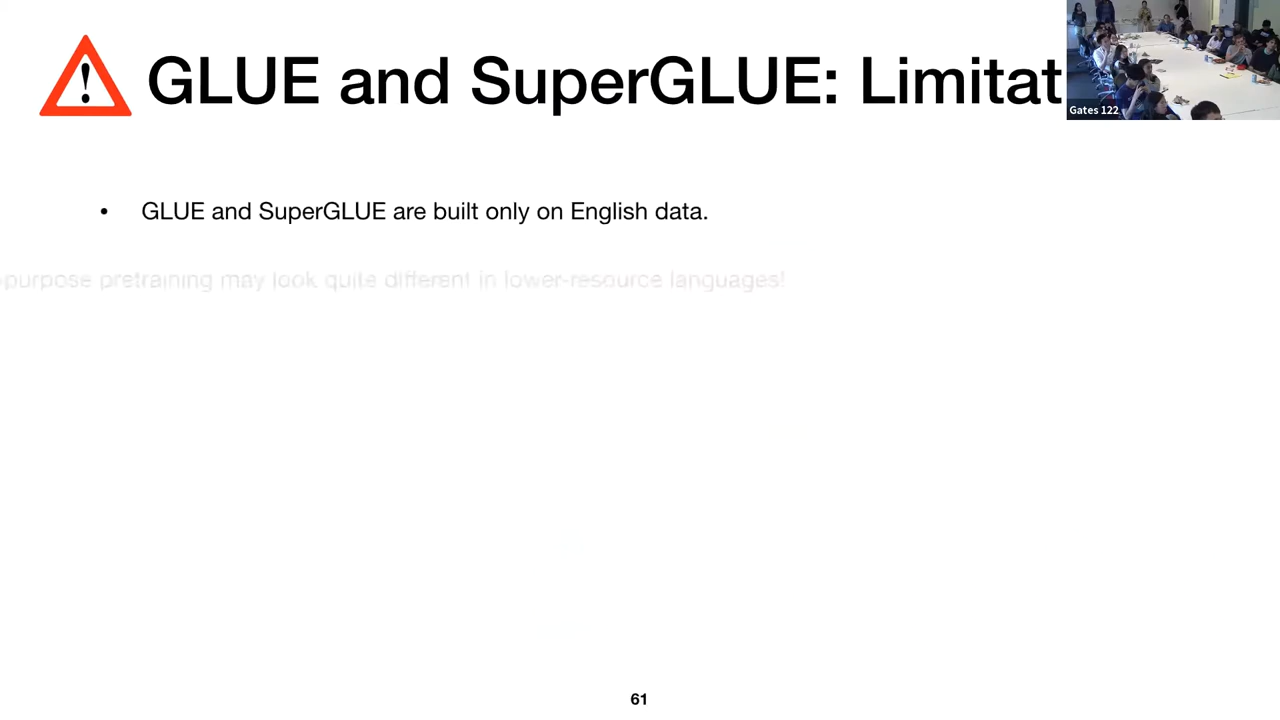 GLUE and SuperGLUE: Limitat
Gates 122
• GLUE and SuperGLUE are built only on English data.
purpose pretraining may look quite different in lower-resource languages!
61